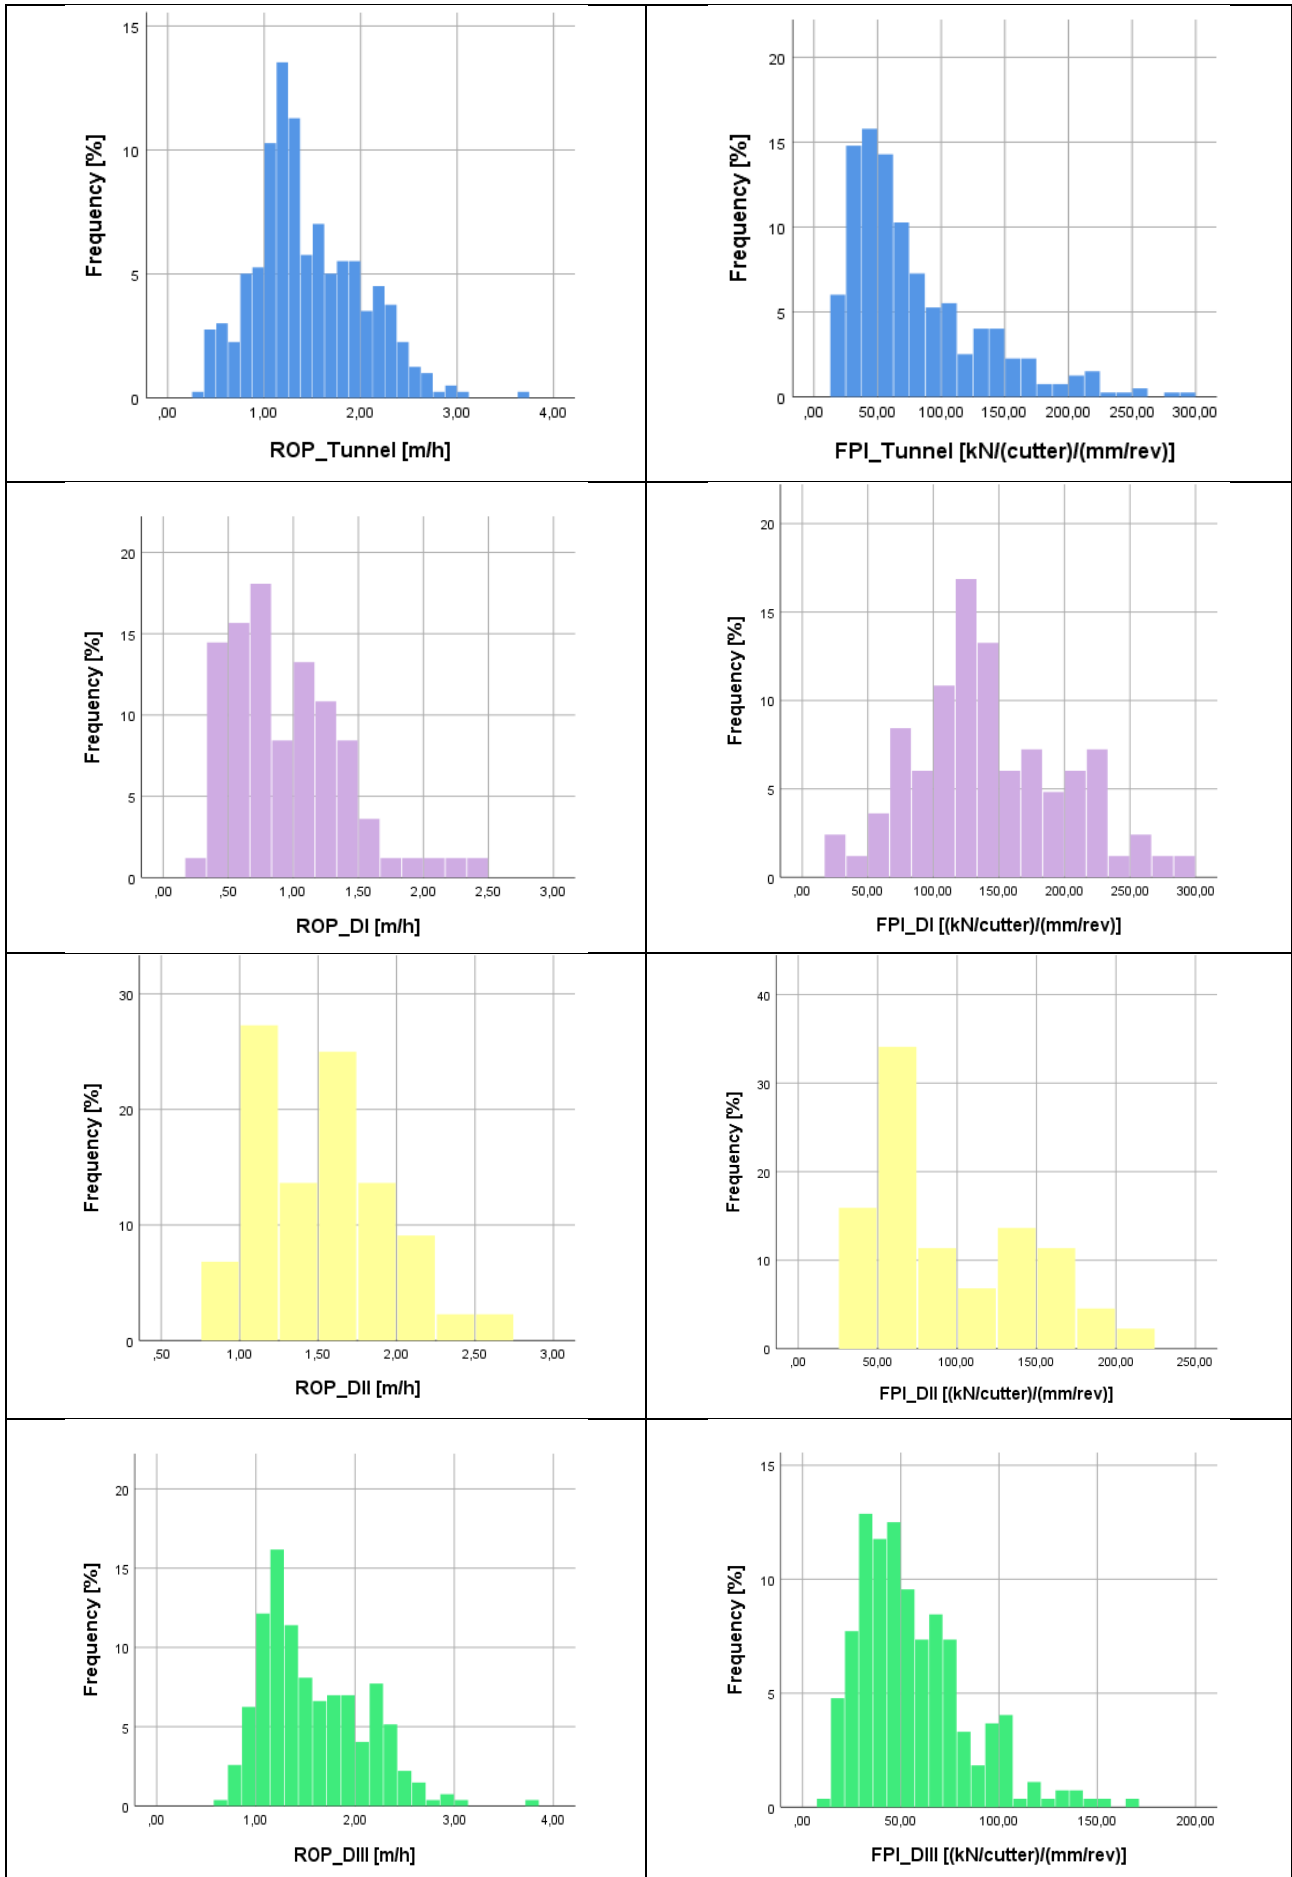 15
10
5
0
Frequency [%]
,00 1,00 2,00 3,00 4,00
ROP_Tunnel [m/h]
20
15
10
5
0
Frequency [%]
,00 50,00 100,00 150,00 200,00 250,00 300,00
FPI_Tunnel [kN/(cutter)/(mm/rev)]
20
15
10
5
0
Frequency [%]
,00 ,50 1,00 1,50 2,00 2,50 3,00
ROP_DI [m/h]
20
15
10
5
0
Frequency [%]
,00 50,00 100,00 150,00 200,00 250,00 300,00
FPI_DI [(kN/cutter)/(mm/rev)]
30
20
10
0
Frequency [%]
,50 1,00 1,50 2,00 2,50 3,00
ROP_DII [m/h]
40
30
20
10
0
Frequency [%]
,00 50,00 100,00 150,00 200,00 250,00
FPI_DII [(kN/cutter)/(mm/rev)]
20
15
10
5
0
Frequency [%]
,00 1,00 2,00 3,00 4,00
ROP_DIII [m/h]
15
10
5
0
Frequency [%]
,00 50,00 100,00 150,00 200,00
FPI_DIII [(kN/cutter)/(mm/rev)]